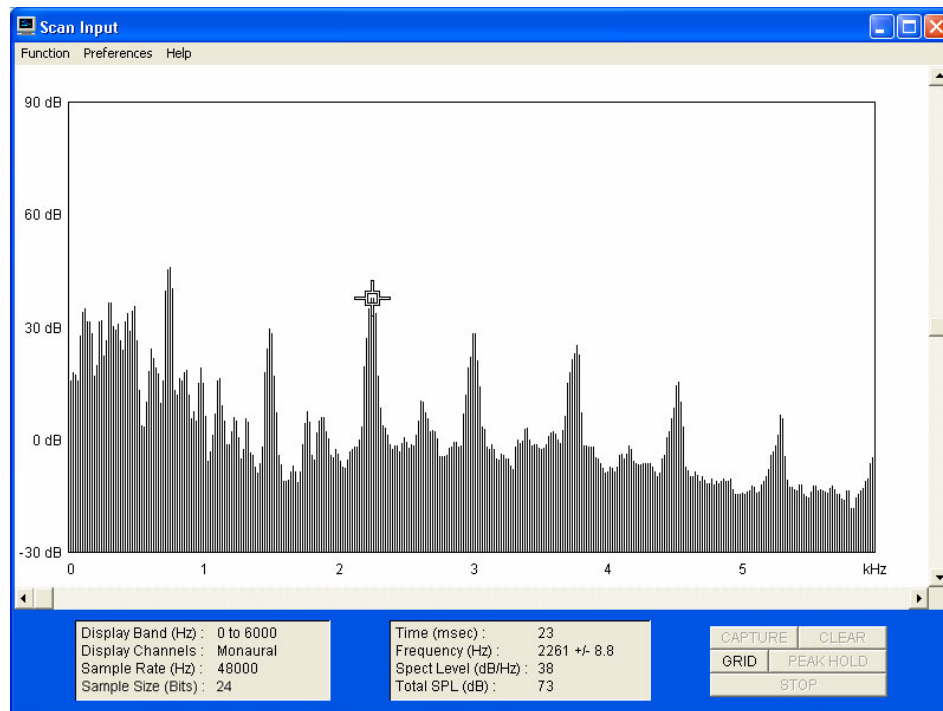 Scan Input
Function Preferences Help
90 dB
60 dB
30 dB
0 dB
-30 dB
0 1 2 3 4 5 kHz
Display Band (Hz) : 0 to 6000
Display Channels : Monaural
Sample Rate (Hz) : 48000
Sample Size (Bits) : 24
Time (msec) : 23
Frequency (Hz) : 2261 +/- 8.8
Spect Level (dB/Hz) : 38
Total SPL (dB) : 73
CAPTURE CLEAR
GRID PEAK HOLD
STOP